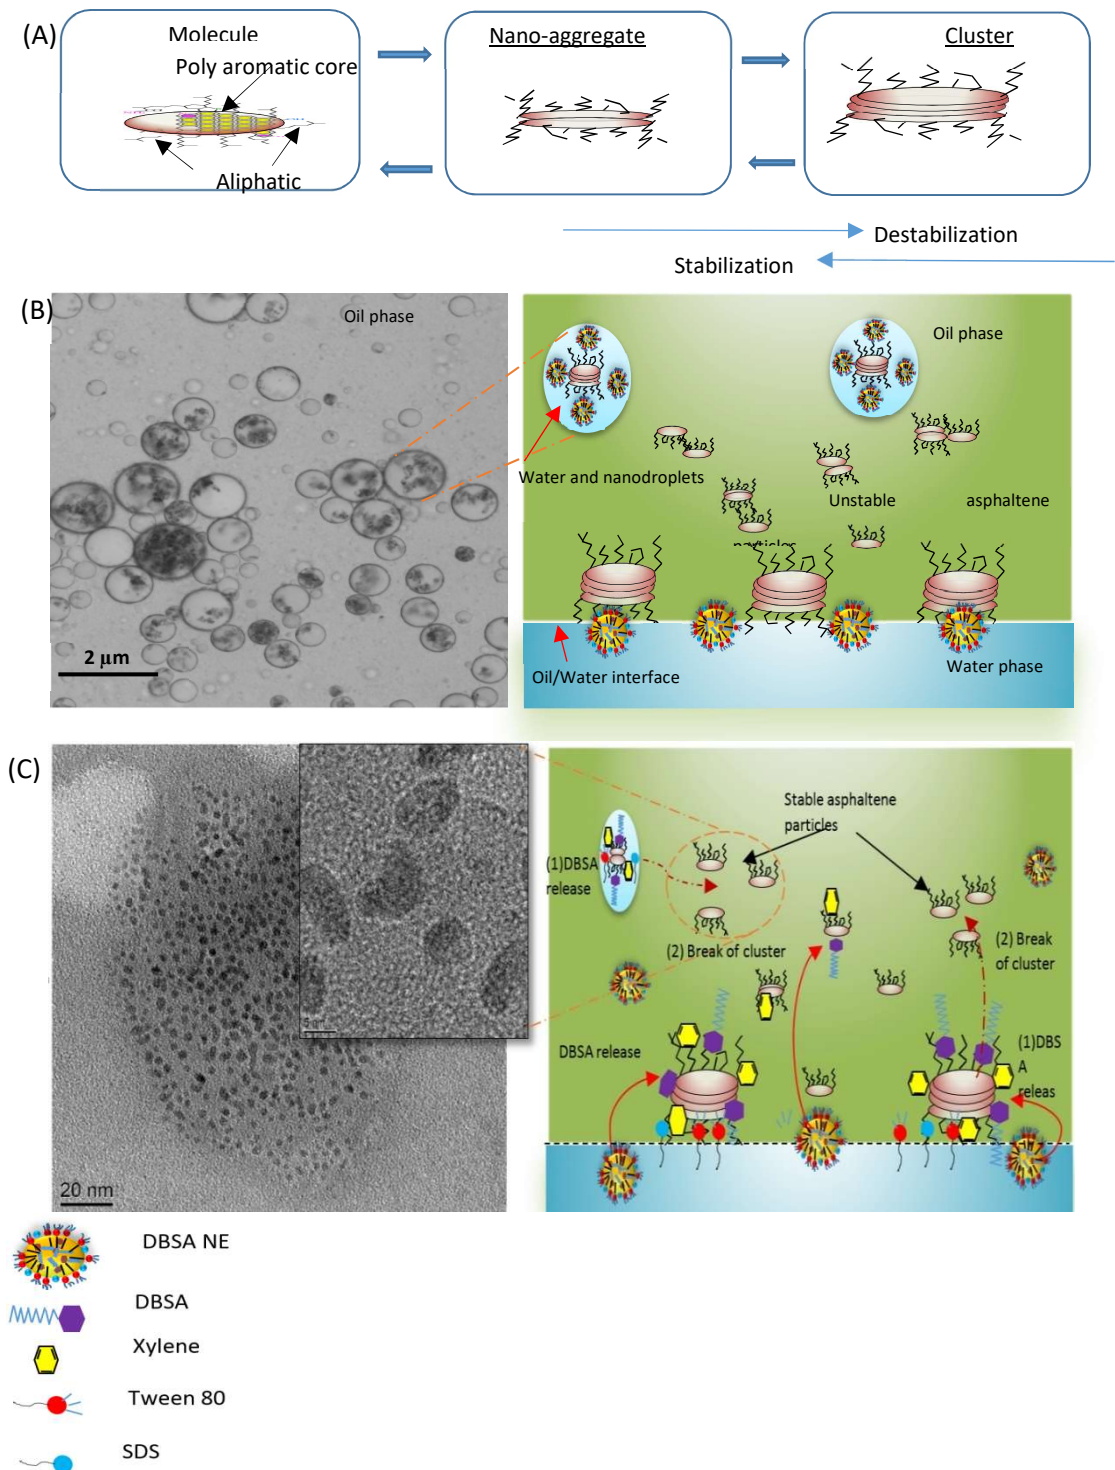 (A)
Molecule
Poly aromatic core
Aliphatic
Nano-aggregate
Cluster
Destabilization
Stabilization
(B)
Oil phase
2 µm
Oil phase
Water and nanodroplets
Unstable asphaltene
particles
Oil/Water interface
Water phase
(C)
20 nm
Stable asphaltene
particles
(1)DBSA
release
(2) Break of cluster
(2) Break
of cluster
DBSA release
(1)DBS
A
releas
DBSA NE
DBSA
Xylene
Tween 80
SDS